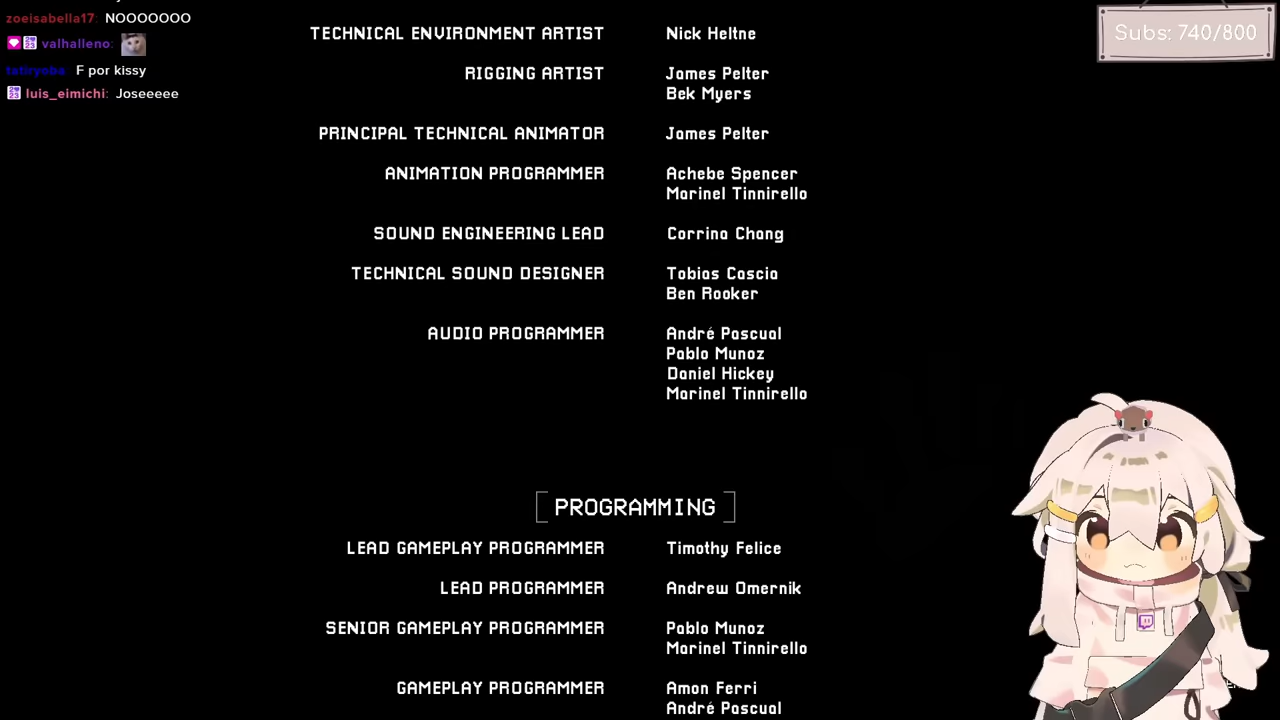 zoeisabella17: NOOOOOOO
valhalleno:
tatiryoba: F por kissy
luis_eimichi: Joseeeee
Subs: 740/800
TECHNICAL ENVIRONMENT ARTIST Nick Heltne
RIGGING ARTIST James Pelter
Bek Myers
PRINCIPAL TECHNICAL ANIMATOR James Pelter
ANIMATION PROGRAMMER Achebe Spencer
Marinel Tinnirello
SOUND ENGINEERING LEAD Corrina Chang
TECHNICAL SOUND DESIGNER Tobias Cascia
Ben Rooker
AUDIO PROGRAMMER André Pascual
Pablo Munoz
Daniel Hickey
Marinel Tinnirello
PROGRAMMING
LEAD GAMEPLAY PROGRAMMER Timothy Felice
LEAD PROGRAMMER Andrew Omernik
SENIOR GAMEPLAY PROGRAMMER Pablo Munoz
Marinel Tinnirello
GAMEPLAY PROGRAMMER Amon Ferri
André Pascual